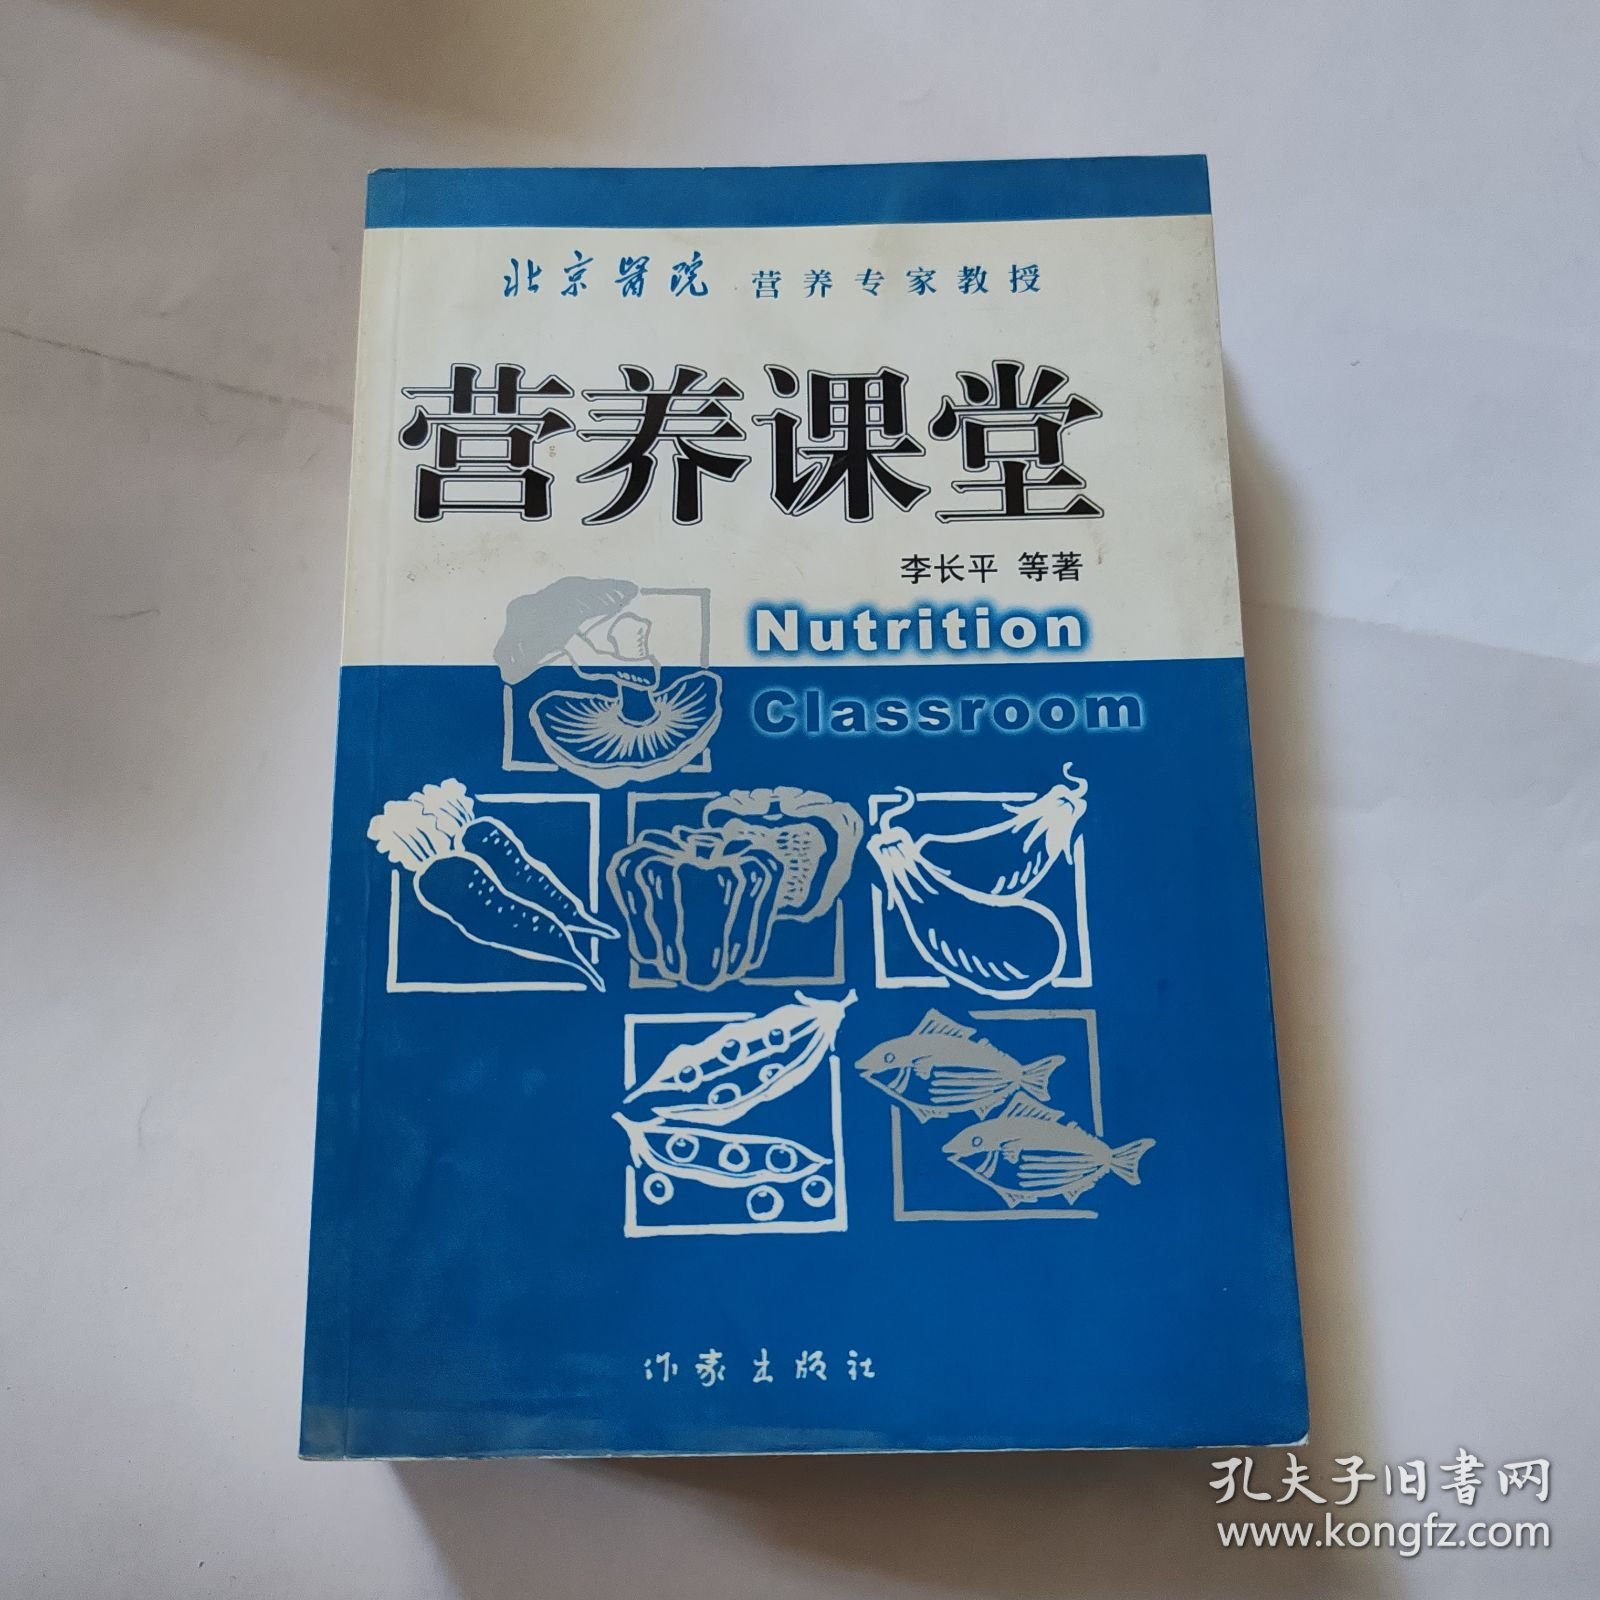 北京醫院 营养专家教授
营养课堂
李长平 等著
Nutrition
Classroom
作家出版社
孔夫子旧书网
www.kongfz.com